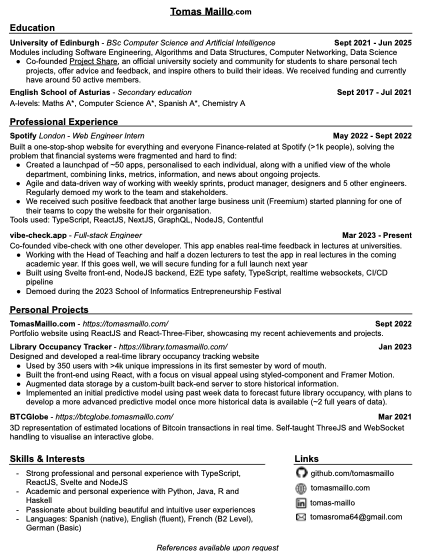 Tomas Maillo.com
Education
University of Edinburgh - BSc Computer Science and Artificial Intelligence Sept 2021 - Jun 2025
Modules including Software Engineering, Algorithms and Data Structures, Computer Networking, Data Science
● Co-founded Project Share, an official university society and community for students to share personal tech
projects, offer advice and feedback, and inspire others to build their ideas. We received funding and currently
have around 50 active members.
English School of Asturias - Secondary education Sept 2017 - Jul 2021
A-levels: Maths A*, Computer Science A*, Spanish A*, Chemistry A
Professional Experience
Spotify London - Web Engineer Intern May 2022 - Sept 2022
Built a one-stop-shop website for everything and everyone Finance-related at Spotify (>1k people), solving the
problem that financial systems were fragmented and hard to find:
● Created a launchpad of ~50 apps, personalised to each individual, along with a unified view of the whole
department, combining links, metrics, information, and news about ongoing projects.
● Agile and data-driven way of working with weekly sprints, product manager, designers and 5 other engineers.
Regularly demoed my work to the team and stakeholders.
● We received such positive feedback that another large business unit (Freemium) started planning for one of
their teams to copy the website for their organisation.
Tools used: TypeScript, ReactJS, NextJS, GraphQL, NodeJS, Contentful
vibe-check.app - Full-stack Engineer Mar 2023 - Present
Co-founded vibe-check with one other developer. This app enables real-time feedback in lectures at universities.
● Working with the Head of Teaching and half a dozen lecturers to test the app in real lectures in the coming
academic year. If this goes well, we will secure funding for a full launch next year
● Built using Svelte front-end, NodeJS backend, E2E type safety, TypeScript, realtime websockets, CI/CD
pipeline
● Demoed during the 2023 School of Informatics Entrepreneurship Festival
Personal Projects
TomasMaillo.com - https://tomasmaillo.com/ Sept 2022
Portfolio website using ReactJS and React-Three-Fiber, showcasing my recent achievements and projects.
Library Occupancy Tracker - https://library.tomasmaillo.com/ Jan 2023
Designed and developed a real-time library occupancy tracking website
● Used by 350 users with >4k unique impressions in its first semester by word of mouth.
● Built the front-end using React, with a focus on visual appeal using styled-component and Framer Motion.
● Augmented data storage by a custom-built back-end server to store historical information.
● Implemented an initial predictive model using past week data to forecast future library occupancy, with plans to
develop a more advanced predictive model once more historical data is available (~2 full years of data).
BTCGlobe - https://btcglobe.tomasmaillo.com/ Mar 2021
3D representation of estimated locations of Bitcoin transactions in real time. Self-taught ThreeJS and WebSocket
handling to visualise an interactive globe.
Skills & Interests
- Strong professional and personal experience with TypeScript,
ReactJS, Svelte and NodeJS
- Academic and personal experience with Python, Java, R and
Haskell
- Passionate about building beautiful and intuitive user experiences
- Languages: Spanish (native), English (fluent), French (B2 Level),
German (Basic)
Links
github.com/tomasmaillo
tomasmaillo.com
tomas-maillo
tomasroma64@gmail.com
References available upon request